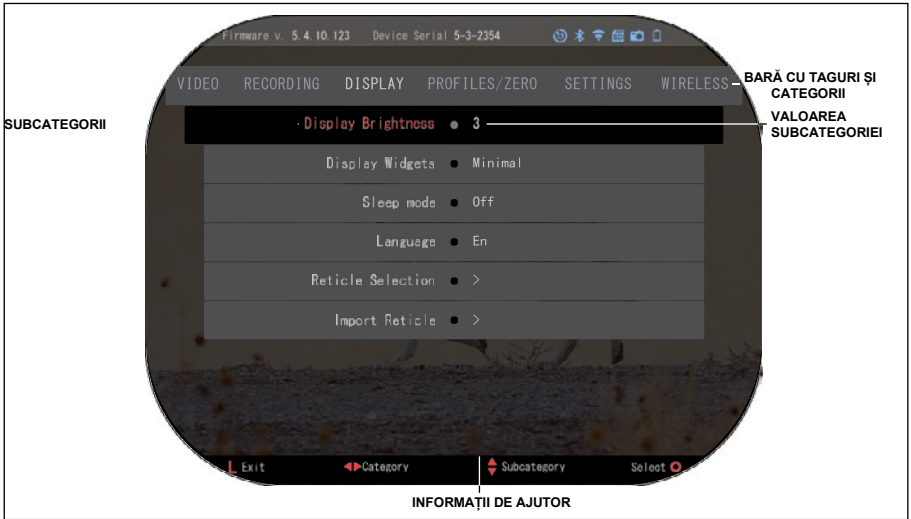 Firmware v. 5.4.10.123 Device Serial 5-3-2354
VIDEO RECORDING DISPLAY PROFILES/ZERO SETTINGS WIRELESS
BARĂ CU TAGURI ȘI
CATEGORII
SUBCATEGORII
Display Brightness 3
VALOAREA
SUBCATEGORIEI
Display Widgets Minimal
Sleep mode Off
Language En
Reticle Selection >
Import Reticle >
L Exit Category Subcategory Select
INFORMAȚII DE AJUTOR